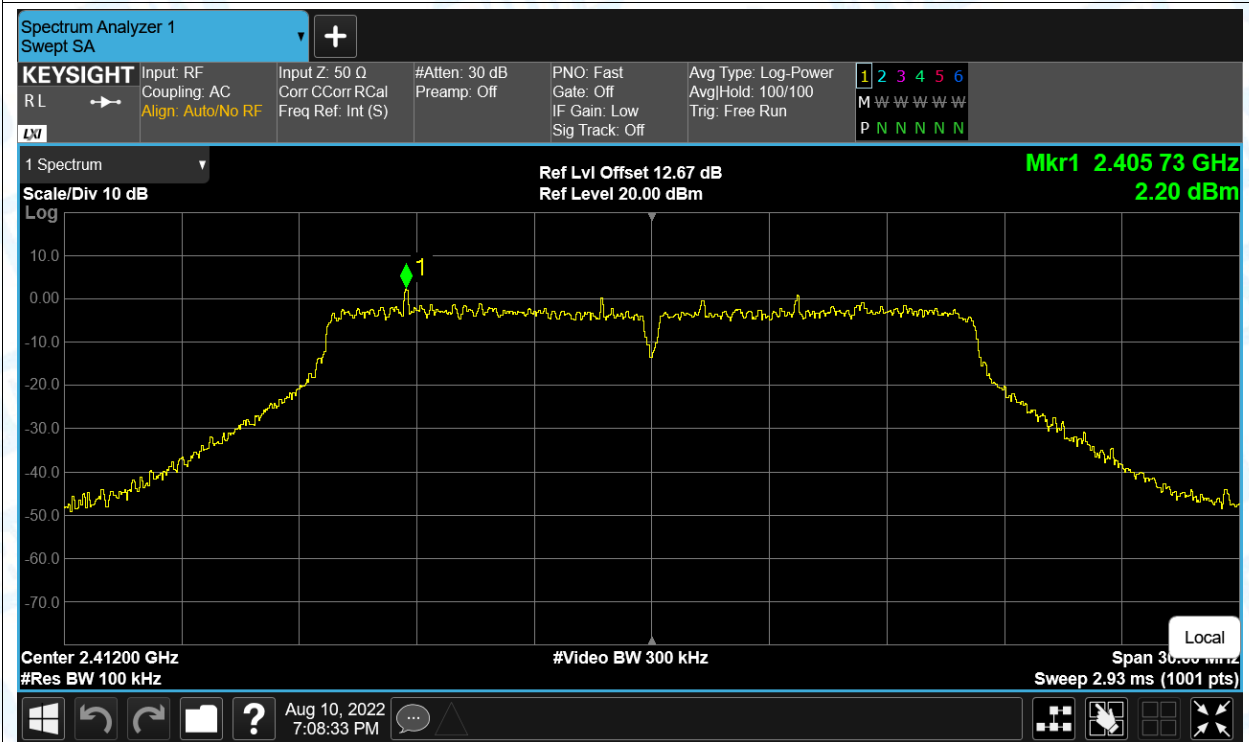 Spectrum Analyzer 1
Swept SA
KEYSIGHT
R L
LXI
Input: RF
Coupling: AC
Align: Auto/No RF
Input Z: 50 Ω
Corr CCorr RCal
Freq Ref: Int (S)
#Atten: 30 dB
Preamp: Off
PNO: Fast
Gate: Off
IF Gain: Low
Sig Track: Off
Avg Type: Log-Power
Avg|Hold: 100/100
Trig: Free Run
1 2 3 4 5 6
M W W W W W
P N N N N N
1 Spectrum
Scale/Div 10 dB
Log
Ref Lvl Offset 12.67 dB
Ref Level 20.00 dBm
Mkr1 2.405 73 GHz
2.20 dBm
1
10.0
0.00
-10.0
-20.0
-30.0
-40.0
-50.0
-60.0
-70.0
Local
Center 2.41200 GHz
#Res BW 100 kHz
#Video BW 300 kHz
Span 30.00 MHz
Sweep 2.93 ms (1001 pts)
?
Aug 10, 2022
7:08:33 PM